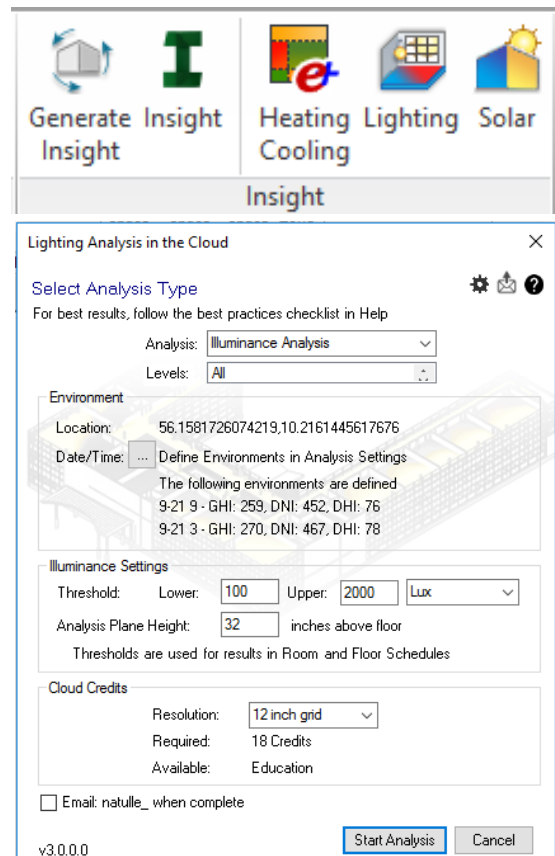 Generate Insight Heating Lighting Solar
Insight Cooling
Insight
Lighting Analysis in the Cloud
Select Analysis Type
For best results, follow the best practices checklist in Help
Analysis: Illuminance Analysis
Levels: All
Environment
Location: 56.1581726074219,10.2161445617676
Date/Time: ... Define Environments in Analysis Settings
The following environments are defined
9-21 9 - GHI: 259, DNI: 452, DHI: 76
9-21 3 - GHI: 270, DNI: 467, DHI: 78
Illuminance Settings
Threshold: Lower: 100 Upper: 2000 Lux
Analysis Plane Height: 32 inches above floor
Thresholds are used for results in Room and Floor Schedules
Cloud Credits
Resolution: 12 inch grid
Required: 18 Credits
Available: Education
Email: natulle_ when complete
Start Analysis Cancel
v3.0.0.0